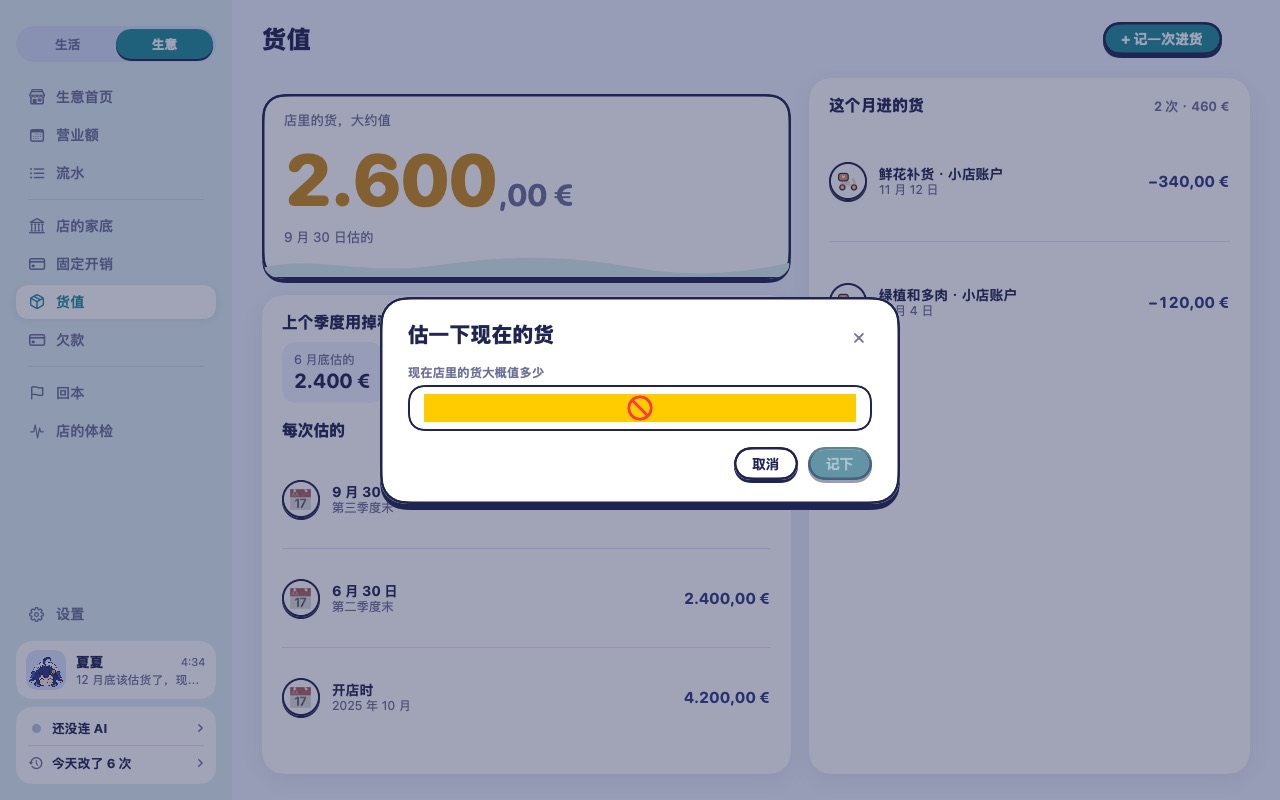 生活
生意
生意首页
营业额
流水
店的家底
固定开销
货值
欠款
回本
店的体检
设置
夏夏
4:34
12 月底该估货了，现…
还没连 AI
今天改了 6 次
货值
+ 记一次进货
店里的货，大约值
2.600,00 €
9 月 30 日估的
上个季度用掉
6 月底估的
2.400 €
每次估的
9 月 30
第三季度末
6 月 30 日
第二季度末
2.400,00 €
开店时
2025 年 10 月
4.200,00 €
这个月进的货
2 次 · 460 €
鲜花补货 · 小店账户
11 月 12 日
−340,00 €
绿植和多肉 · 小店账户
月 4 日
−120,00 €
估一下现在的货
×
现在店里的货大概值多少
取消
记下